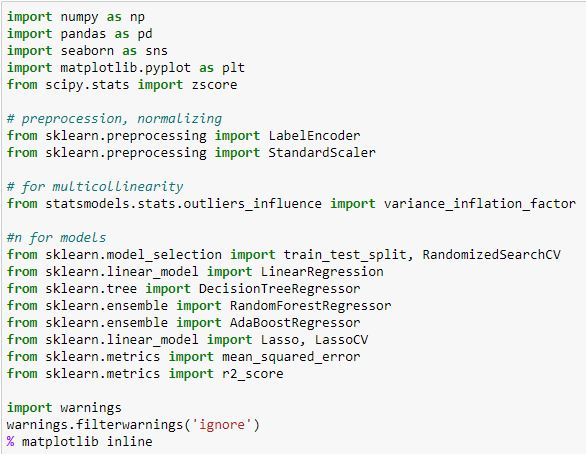 import numpy as np
import pandas as pd
import seaborn as sns
import matplotlib.pyplot as plt
from scipy.stats import zscore
# preprocession, normalizing
from sklearn.preprocessing import LabelEncoder
from sklearn.preprocessing import StandardScaler
# for multicollinearity
from statsmodels.stats.outliers_influence import variance_inflation_factor
#n for models
from sklearn.model_selection import train_test_split, RandomizedSearchCV
from sklearn.linear_model import LinearRegression
from sklearn.tree import DecisionTreeRegressor
from sklearn.ensemble import RandomForestRegressor
from sklearn.ensemble import AdaBoostRegressor
from sklearn.linear_model import Lasso, LassoCV
from sklearn.metrics import mean_squared_error
from sklearn.metrics import r2_score
import warnings
warnings.filterwarnings('ignore')
% matplotlib inline